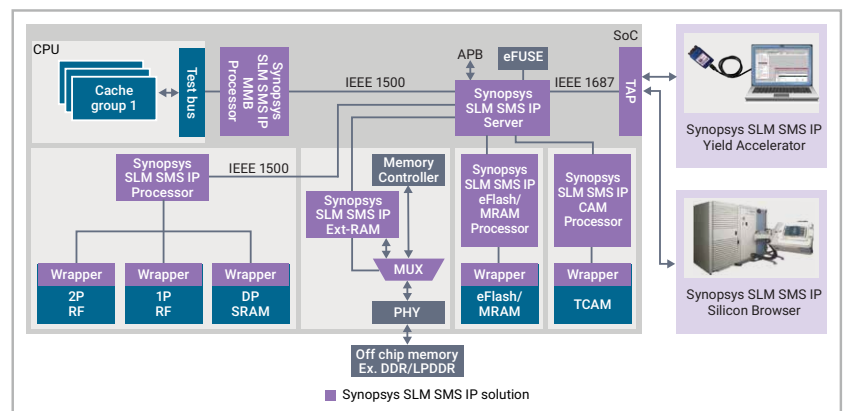 SoC
CPU
Cache
group 1
Test bus
Synopsys
SLM SMS IP
MMB
Processor
IEEE 1500
APB
eFUSE
Synopsys
SLM SMS IP
Server
IEEE 1687
TAP
Synopsys SLM SMS IP
Yield Accelerator
Synopsys
SLM SMS IP
Processor
IEEE 1500
Wrapper
2P
RF
Wrapper
1P
RF
Wrapper
DP
SRAM
Memory
Controller
Synopsys
SLM SMS IP
Ext-RAM
MUX
PHY
Off chip memory
Ex. DDR/LPDDR
Synopsys
SLM SMS IP
eFlash/
MRAM
Processor
Wrapper
eFlash/
MRAM
Synopsys
SLM SMS IP
CAM
Processor
Wrapper
TCAM
Synopsys SLM SMS IP
Silicon Browser
Synopsys SLM SMS IP solution